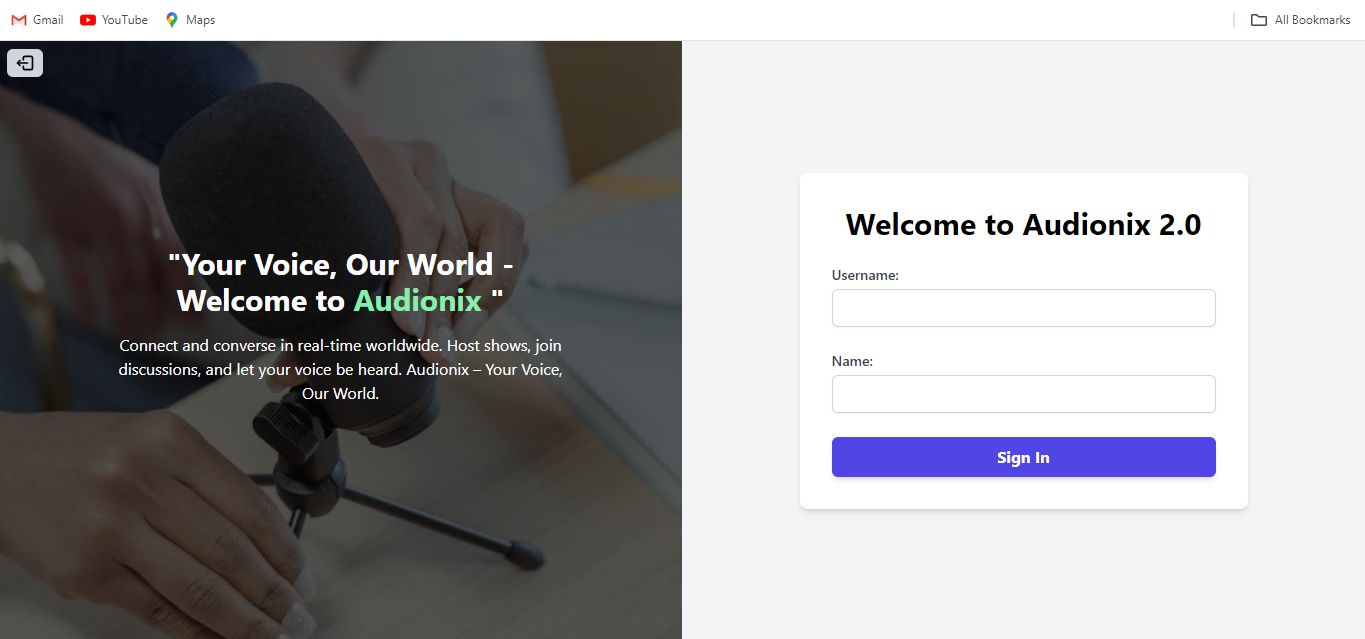 Gmail YouTube Maps All Bookmarks
"Your Voice, Our World -
Welcome to Audionix "
Connect and converse in real-time worldwide. Host shows, join
discussions, and let your voice be heard. Audionix – Your Voice,
Our World.
Welcome to Audionix 2.0
Username:
Name:
Sign In